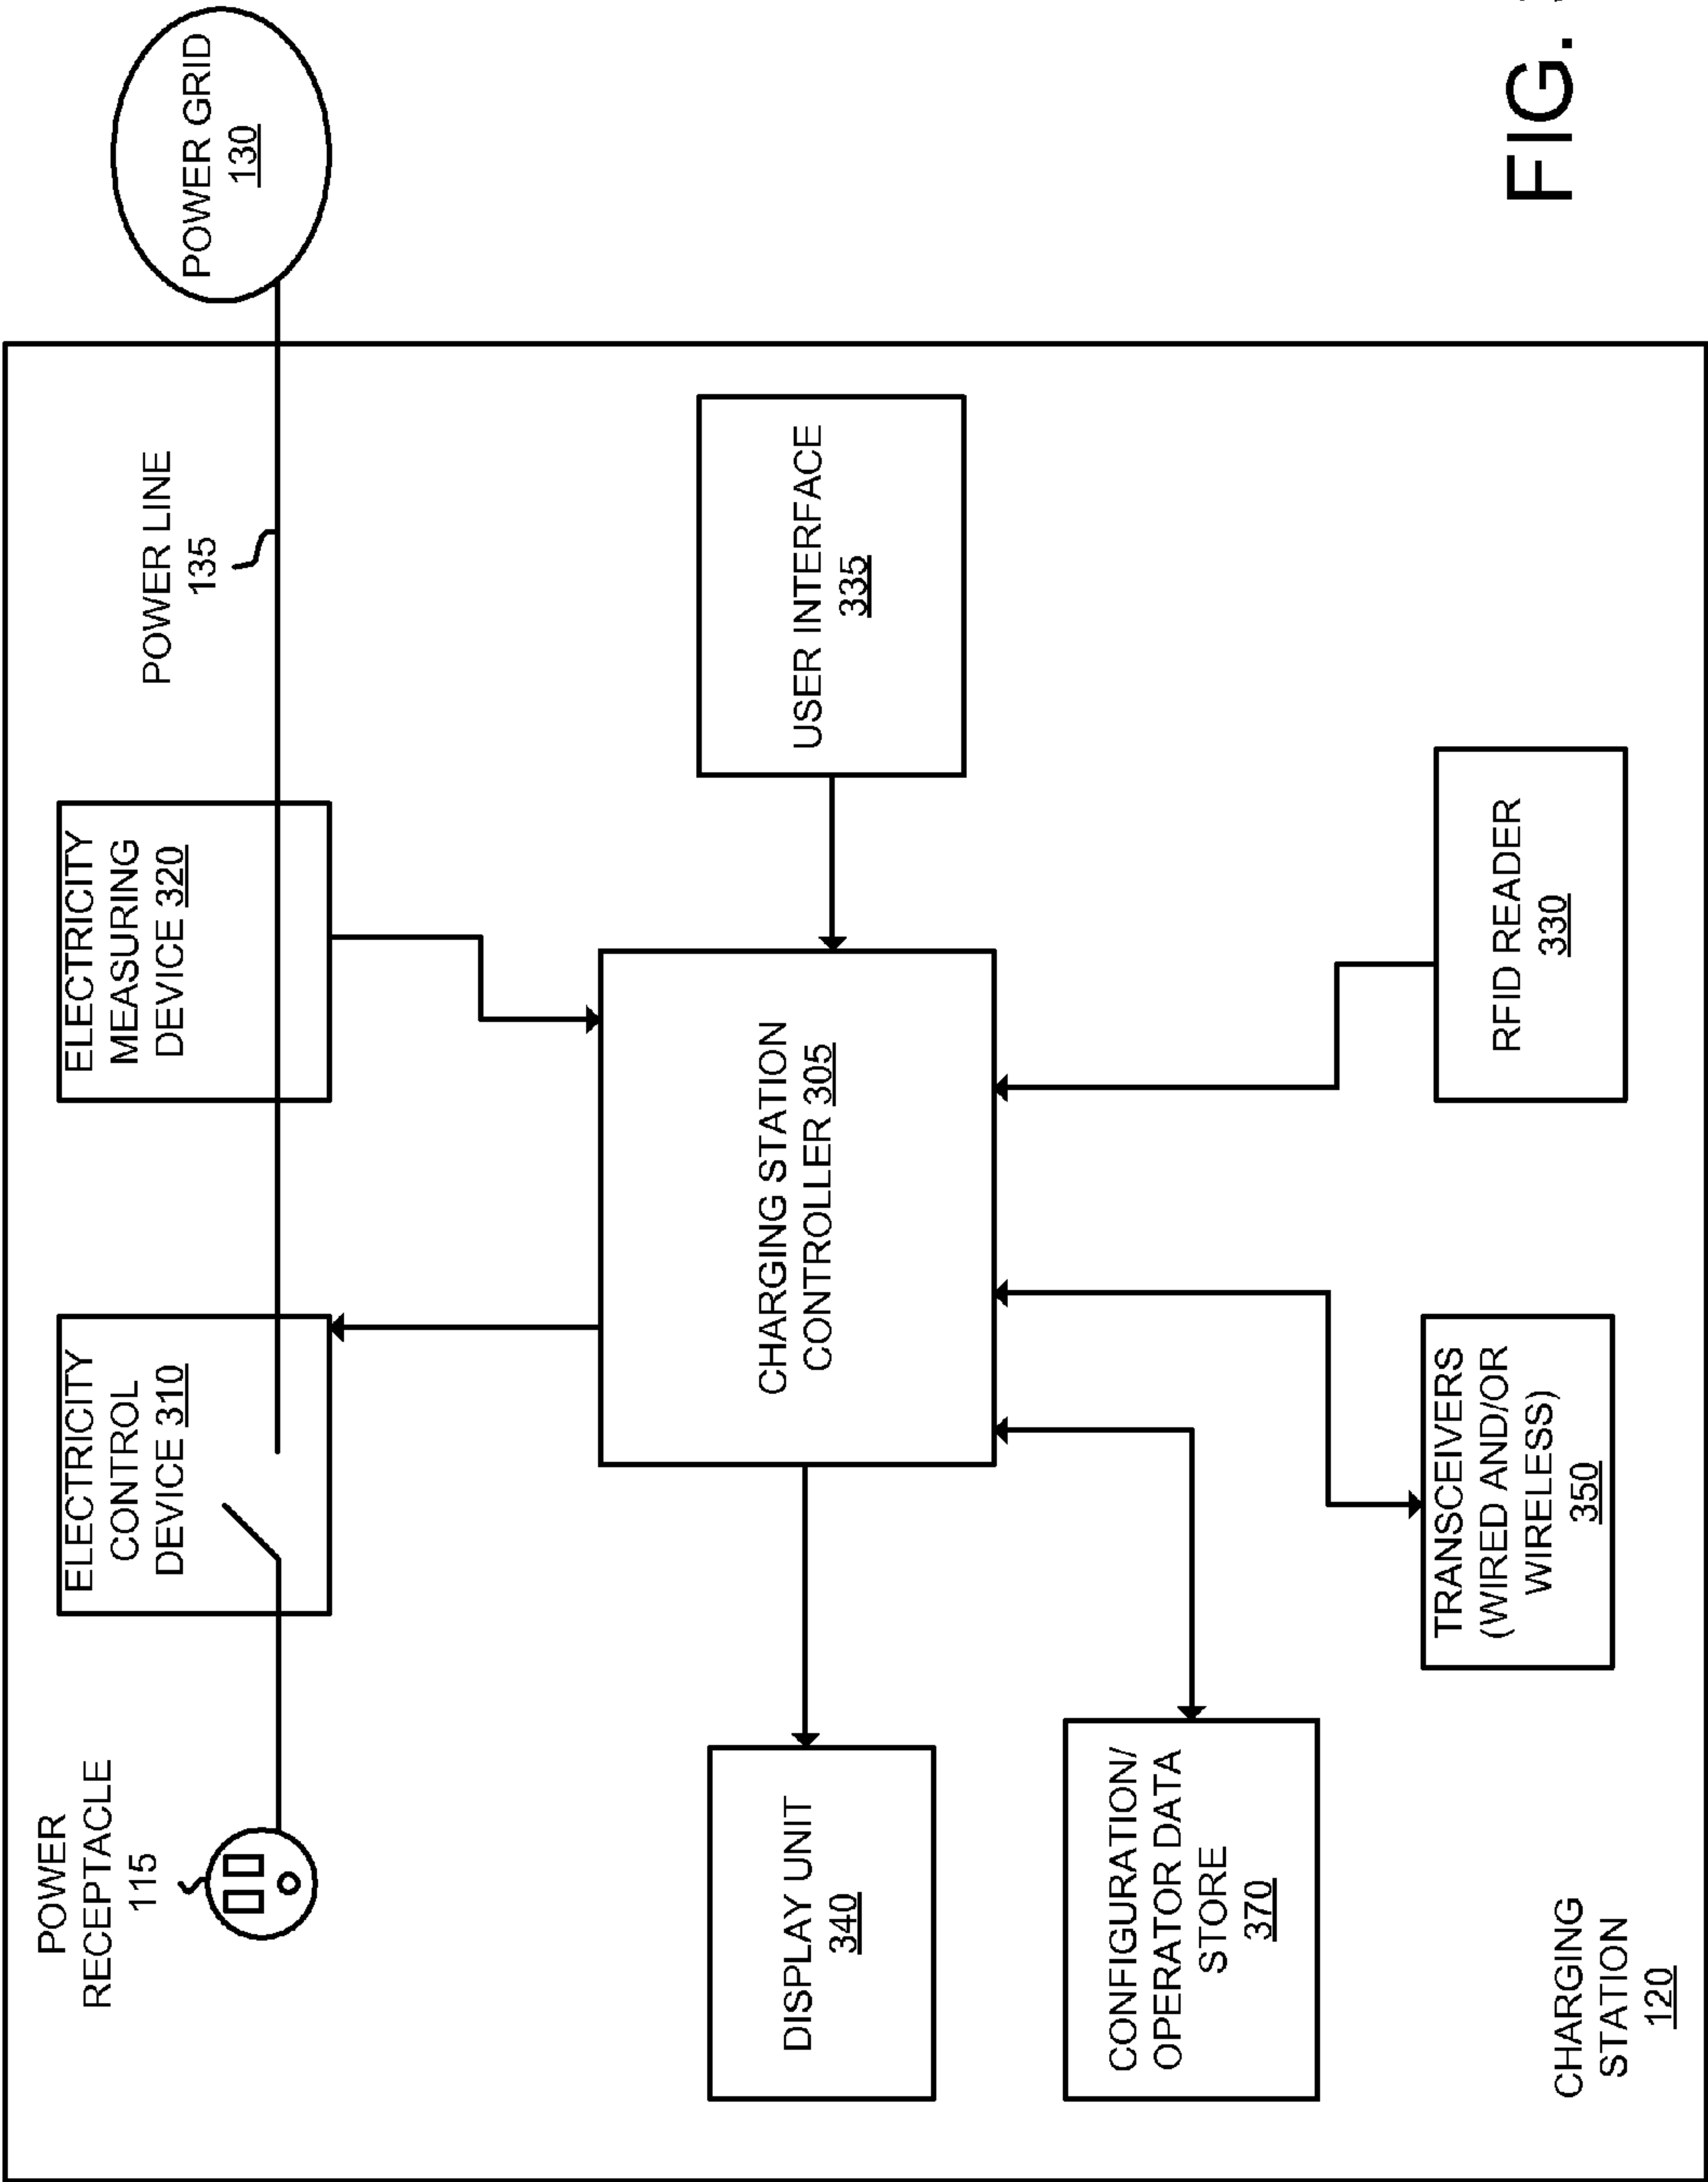 POWER
RECEPTACLE
115
ELECTRICITY
CONTROL
DEVICE 310
ELECTRICITY
MEASURING
DEVICE 320
POWER LINE
135
POWER GRID
130
DISPLAY UNIT
340
CHARGING STATION
CONTROLLER 305
USER INTERFACE
335
CONFIGURATION/
OPERATOR DATA
STORE
370
TRANSCEIVERS
(WIRED AND/OR
WIRELESS)
350
RFID READER
330
CHARGING
STATION
120
FIG.